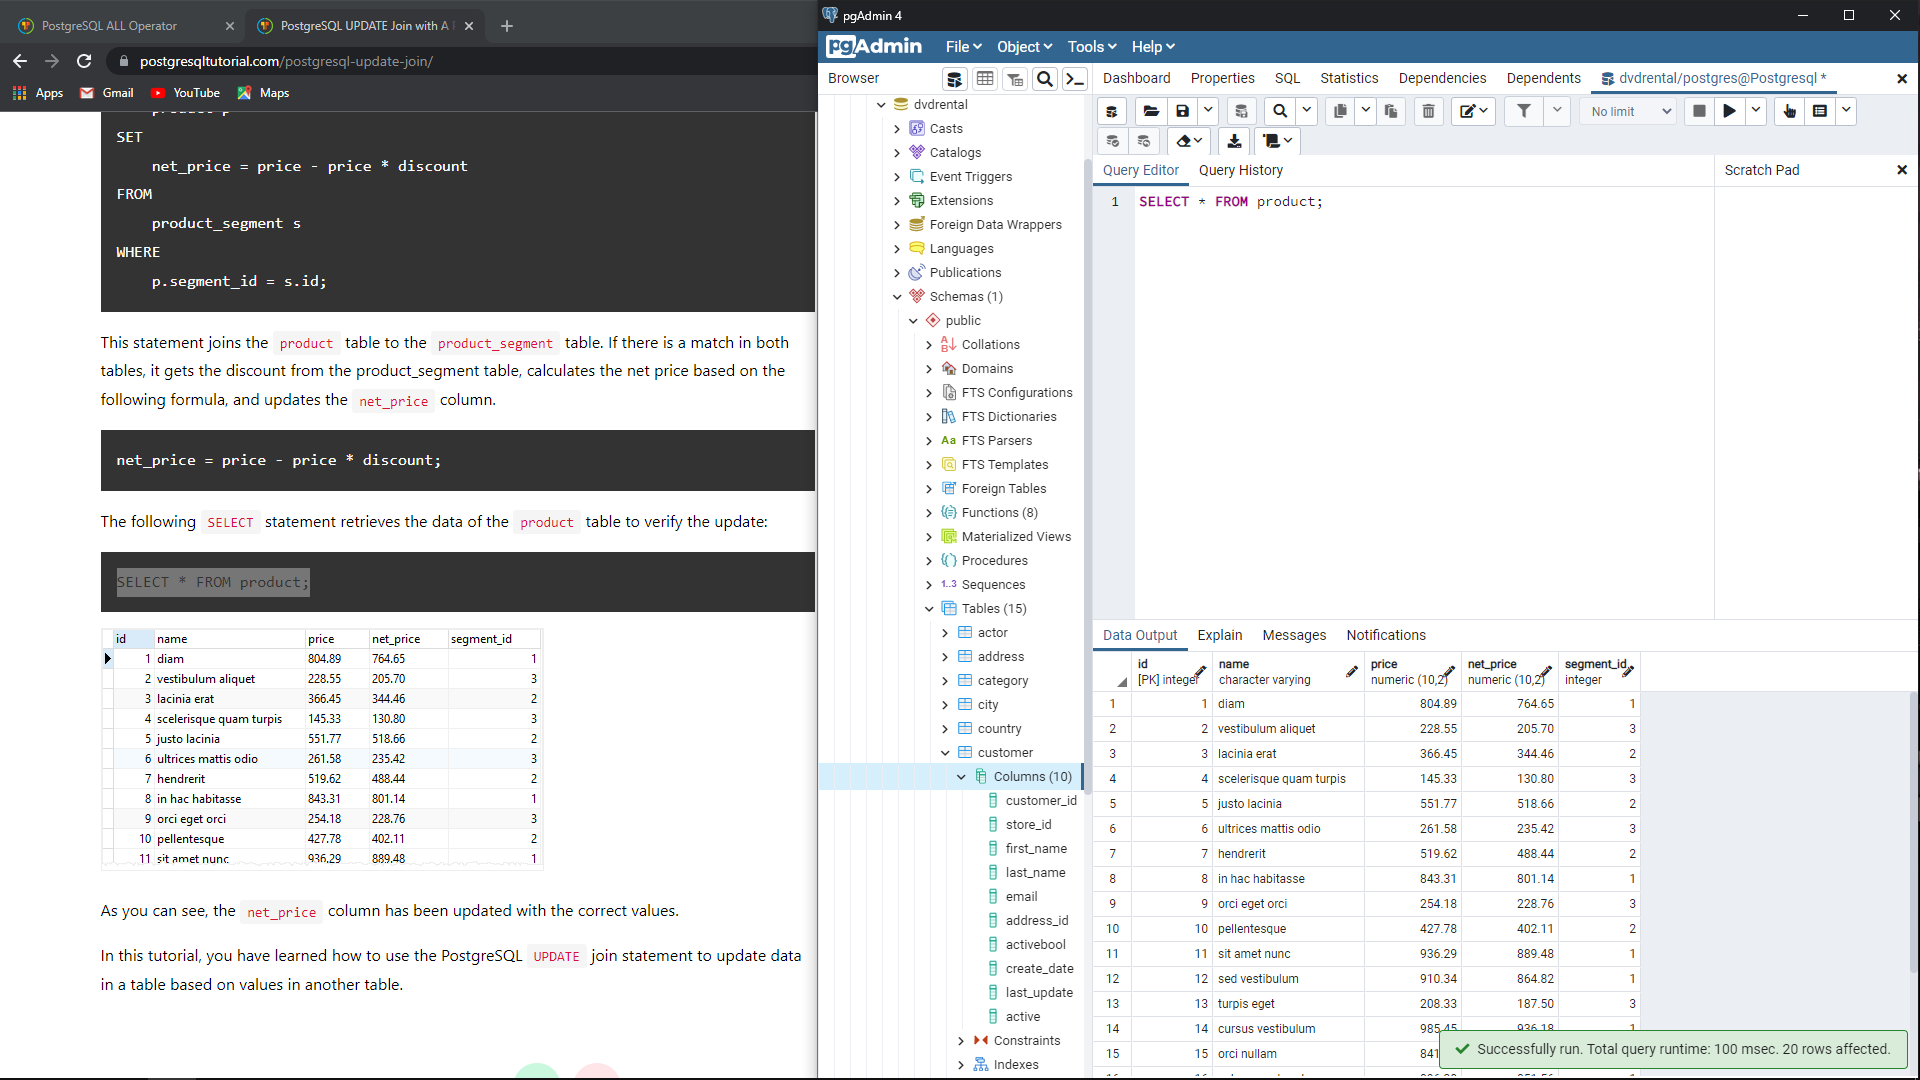 PostgreSQL ALL Operator
PostgreSQL UPDATE Join with A
postgresqltutorial.com/postgresql-update-join/
Apps
Gmail
YouTube
Maps
SET
net_price = price - price * discount
FROM
product_segment s
WHERE
p.segment_id = s.id;
This statement joins the product table to the product_segment table. If there is a match in both
tables, it gets the discount from the product_segment table, calculates the net price based on the
following formula, and updates the net_price column.
net_price = price - price * discount;
The following SELECT statement retrieves the data of the product table to verify the update:
SELECT * FROM product;
id name price net_price segment_id
1 diam 804.89 764.65 1
2 vestibulum aliquet 228.55 205.70 3
3 lacinia erat 366.45 344.46 2
4 scelerisque quam turpis 145.33 130.80 3
5 justo lacinia 551.77 518.66 2
6 ultrices mattis odio 261.58 235.42 3
7 hendrerit 519.62 488.44 2
8 in hac habitasse 843.31 801.14 1
9 orci eget orci 254.18 228.76 3
10 pellentesque 427.78 402.11 2
11 sit amet nunc 936.29 889.48 1
As you can see, the net_price column has been updated with the correct values.
In this tutorial, you have learned how to use the PostgreSQL UPDATE join statement to update data
in a table based on values in another table.
pgAdmin 4
pgAdmin
File Object Tools Help
Browser
dvdrental
Casts
Catalogs
Event Triggers
Extensions
Foreign Data Wrappers
Languages
Publications
Schemas (1)
public
Collations
Domains
FTS Configurations
FTS Dictionaries
Aa FTS Parsers
FTS Templates
Foreign Tables
Functions (8)
Materialized Views
Procedures
1..3 Sequences
Tables (15)
actor
address
category
city
country
customer
Columns (10)
customer_id
store_id
first_name
last_name
email
address_id
activebool
create_date
last_update
active
Constraints
Indexes
Dashboard Properties SQL Statistics Dependencies Dependents dvdrental/postgres@Postgresql *
No limit
Query Editor Query History
Scratch Pad
1 SELECT * FROM product;
Data Output Explain Messages Notifications
id name price net_price segment_id
[PK] integer character varying numeric (10,2) numeric (10,2) integer
1 1 diam 804.89 764.65 1
2 2 vestibulum aliquet 228.55 205.70 3
3 3 lacinia erat 366.45 344.46 2
4 4 scelerisque quam turpis 145.33 130.80 3
5 5 justo lacinia 551.77 518.66 2
6 6 ultrices mattis odio 261.58 235.42 3
7 7 hendrerit 519.62 488.44 2
8 8 in hac habitasse 843.31 801.14 1
9 9 orci eget orci 254.18 228.76 3
10 10 pellentesque 427.78 402.11 2
11 11 sit amet nunc 936.29 889.48 1
12 12 sed vestibulum 910.34 864.82 1
13 13 turpis eget 208.33 187.50 3
14 14 cursus vestibulum 985.45 936.18 1
15 15 orci nullam 841
Successfully run. Total query runtime: 100 msec. 20 rows affected.